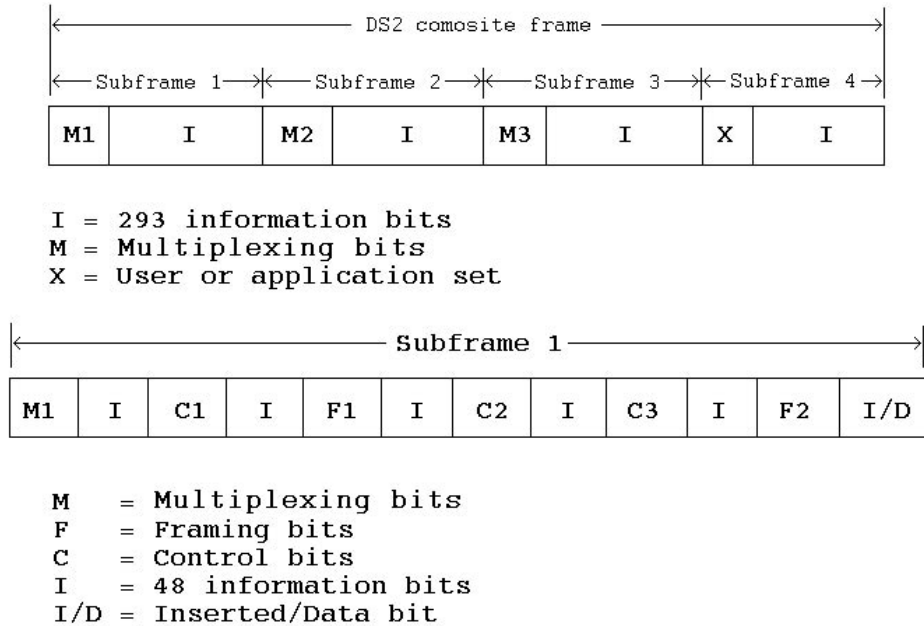 DS2 comosite frame
Subframe 1 Subframe 2 Subframe 3 Subframe 4
M1 I M2 I M3 I X I
I = 293 information bits
M = Multiplexing bits
X = User or application set
Subframe 1
M1 I C1 I F1 I C2 I C3 I F2 I/D
M = Multiplexing bits
F = Framing bits
C = Control bits
I = 48 information bits
I/D = Inserted/Data bit